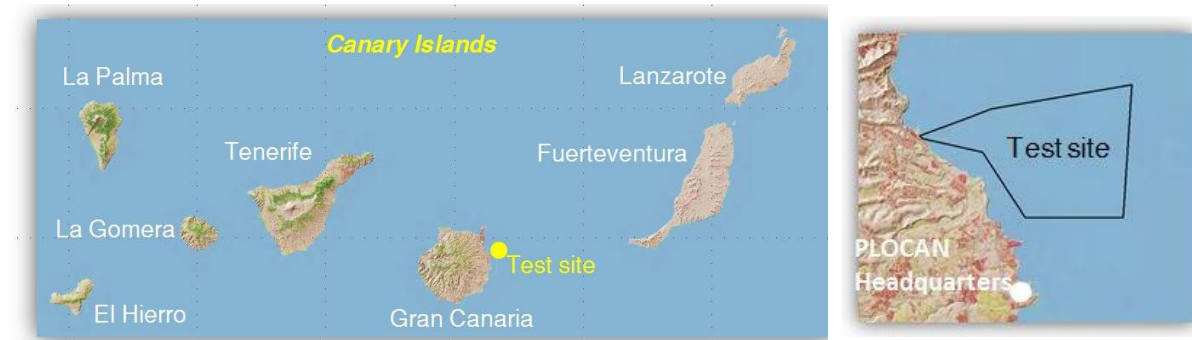 Canary Islands
La Palma
Lanzarote
Tenerife
Fuerteventura
La Gomera
Test site
El Hierro
Gran Canaria
Test site
PLOCAN
Headquarters